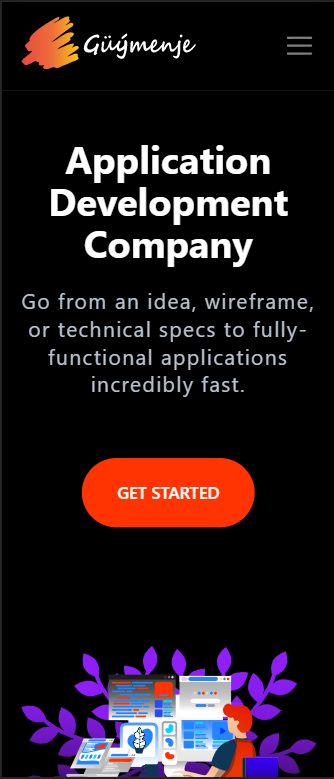 Güýmenje
Application
Development
Company
Go from an idea, wireframe,
or technical specs to fully-
functional applications
incredibly fast.
GET STARTED